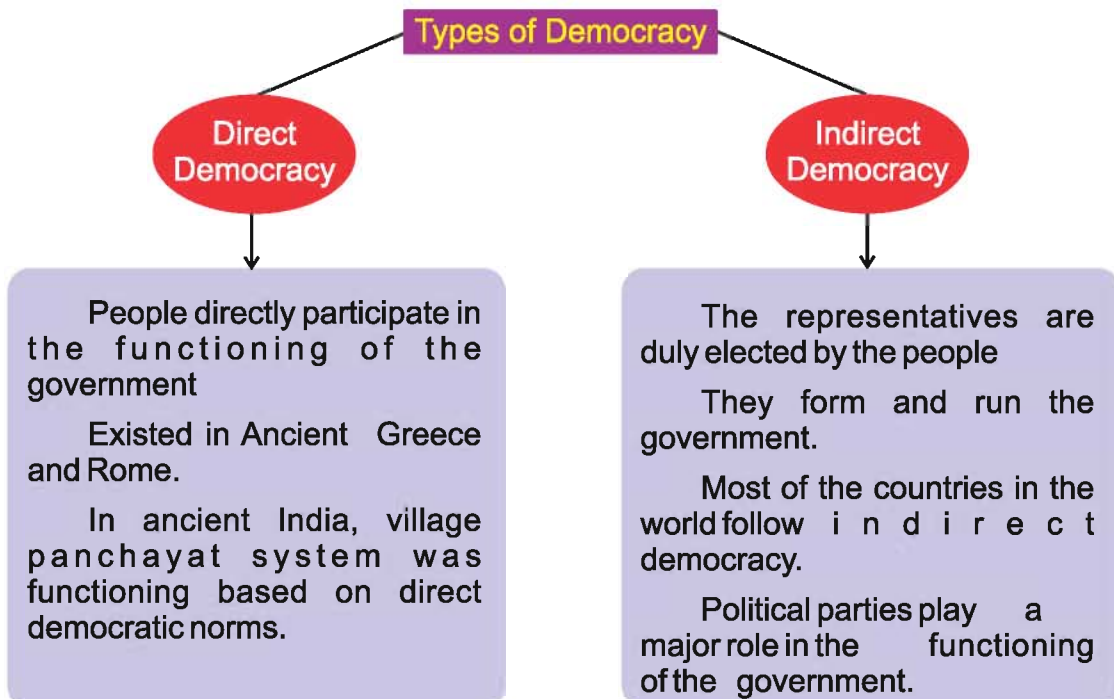 Types of Democracy
Direct
Democracy
People directly participate in
the functioning of the
government
Existed in Ancient Greece
and Rome.
In ancient India, village
panchayat system was
functioning based on direct
democratic norms.
Indirect
Democracy
The representatives are
duly elected by the people
They form and run the
government.
Most of the countries in the
world follow indirect
democracy.
Political parties play a
major role in the functioning
of the government.